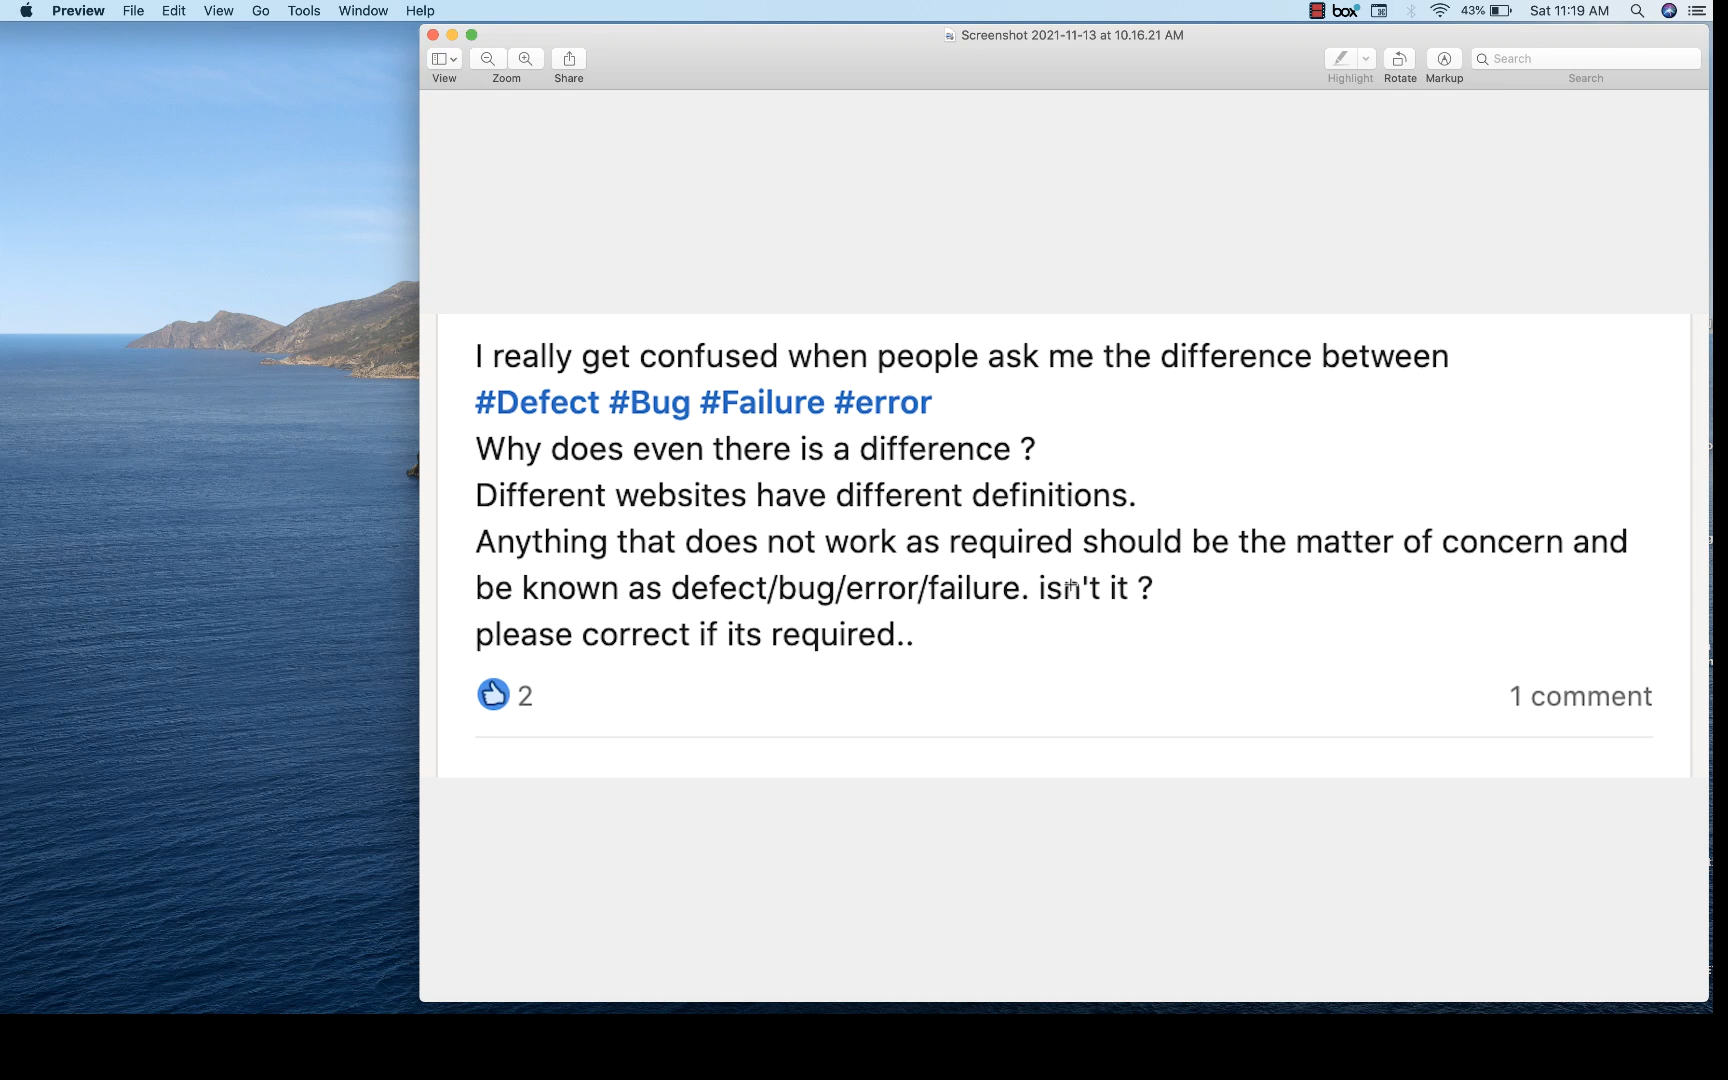 Preview File Edit View Go Tools Window Help box 43% Sat 11:19 AM
Screenshot 2021-11-13 at 10.16.21 AM
Search
View Zoom Share Highlight Rotate Markup Search
I really get confused when people ask me the difference between
#Defect #Bug #Failure #error
Why does even there is a difference ?
Different websites have different definitions.
Anything that does not work as required should be the matter of concern and
be known as defect/bug/error/failure. isn't it ?
please correct if its required..
2 1 comment